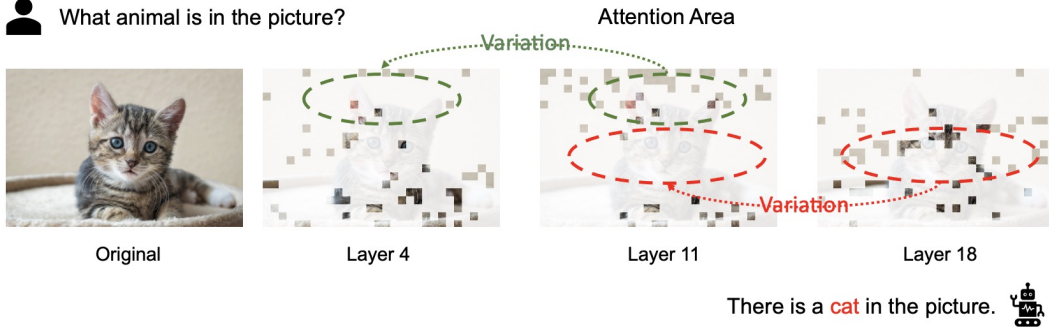 What animal is in the picture?
Attention Area
Variation
Variation
Original
Layer 4
Layer 11
Layer 18
There is a cat in the picture.